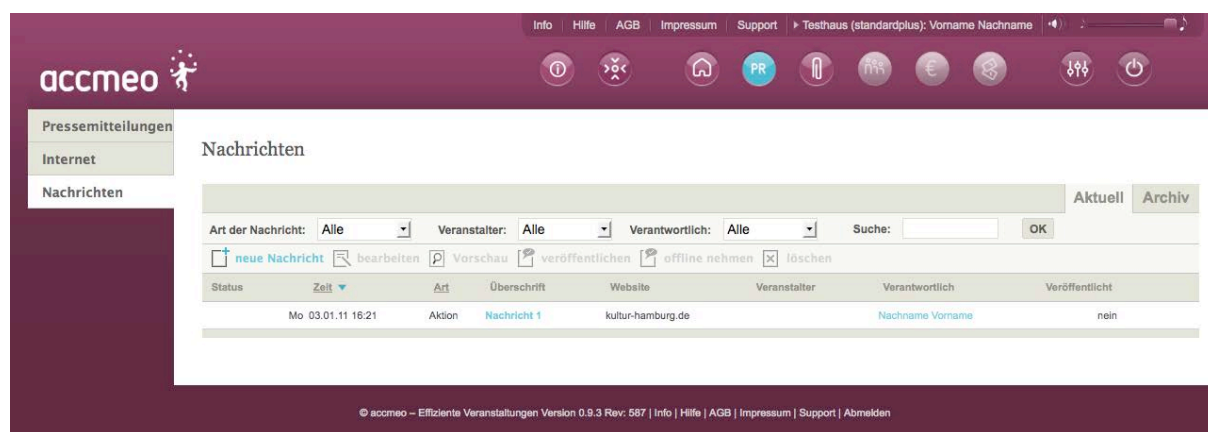 Info | Hilfe | AGB | Impressum | Support | Testhaus (standardplus): Vorname Nachname
accmeo
PR
€
Pressemitteilungen
Internet
Nachrichten
Nachrichten
Aktuell Archiv
Art der Nachricht: Alle Veranstalter: Alle Verantwortlich: Alle Suche: OK
neue Nachricht bearbeiten Vorschau veröffentlichen offline nehmen löschen
Status Zeit Art Überschrift Website Veranstalter Verantwortlich Veröffentlicht
Mo 03.01.11 16:21 Aktion Nachricht 1 kultur-hamburg.de Nachname Vorname nein
© accmeo – Effiziente Veranstaltungen Version 0.9.3 Rev: 587 | Info | Hilfe | AGB | Impressum | Support | Abmelden